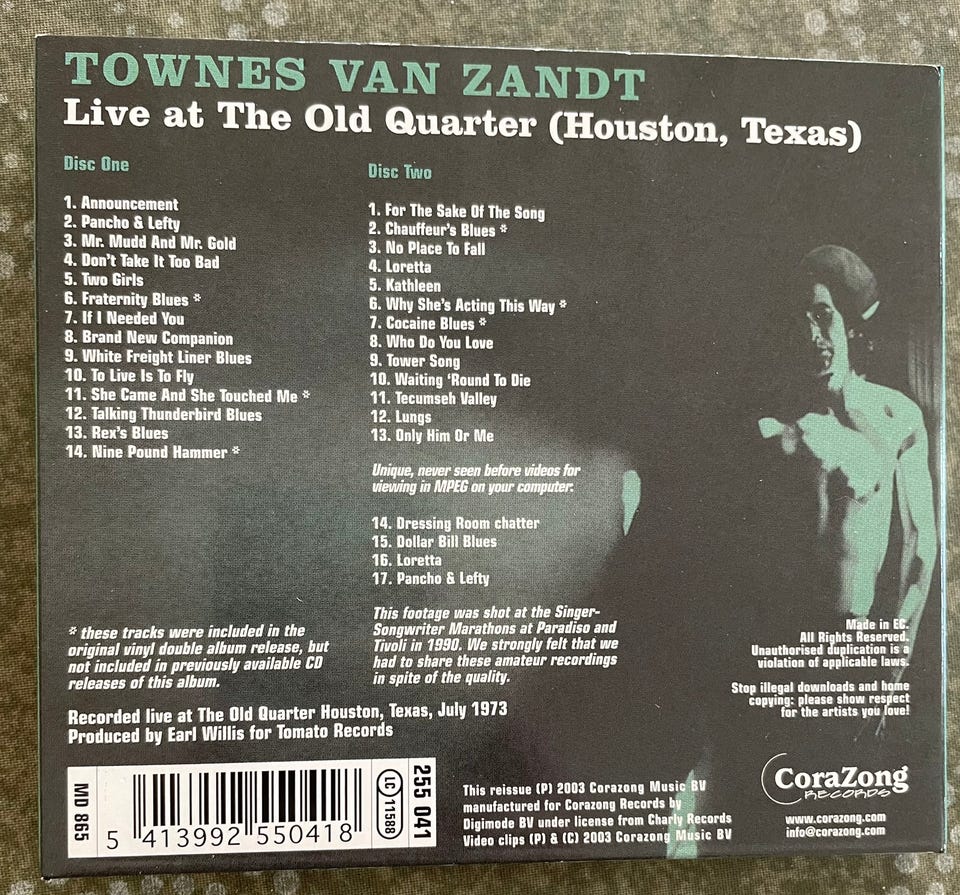 TOWNES VAN ZANDT
Live at The Old Quarter (Houston, Texas)
Disc One
1. Announcement
2. Pancho & Lefty
3. Mr. Mudd And Mr. Gold
4. Don't Take It Too Bad
5. Two Girls
6. Fraternity Blues *
7. If I Needed You
8. Brand New Companion
9. White Freight Liner Blues
10. To Live Is To Fly
11. She Came And She Touched Me *
12. Talking Thunderbird Blues
13. Rex's Blues
14. Nine Pound Hammer *
Disc Two
1. For The Sake Of The Song
2. Chauffeur's Blues *
3. No Place To Fall
4. Loretta
5. Kathleen
6. Why She's Acting This Way *
7. Cocaine Blues *
8. Who Do You Love
9. Tower Song
10. Waiting 'Round To Die
11. Tecumseh Valley
12. Lungs
13. Only Him Or Me
Unique, never seen before videos for
viewing in MPEG on your computer.
14. Dressing Room chatter
15. Dollar Bill Blues
16. Loretta
17. Pancho & Lefty
This footage was shot at the Singer-
Songwriter Marathons at Paradiso and
Tivoli in 1990. We strongly felt that we
had to share these amateur recordings
in spite of the quality.
* these tracks were included in the
original vinyl double album release, but
not included in previously available CD
releases of this album.
Recorded live at The Old Quarter Houston, Texas, July 1973
Produced by Earl Willis for Tomato Records
Made in EC.
All Rights Reserved.
Unauthorised duplication is a
violation of applicable laws.
Stop illegal downloads and home
copying: please show respect
for the artists you love!
MD 865
5 413992 550418
LC 11588
255 041
This reissue (P) 2003 Corazong Music BV
manufactured for Corazong Records by
Digimode BV under license from Charly Records
Video clips (P) & (C) 2003 Corazong Music BV
CoraZong
RECORDS
www.corazong.com
info@corazong.com